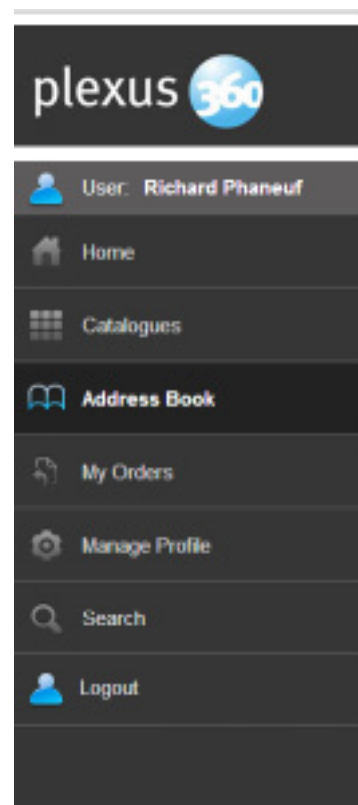 plexus 360
User: Richard Phaneuf
Home
Catalogues
Address Book
My Orders
Manage Profile
Search
Logout